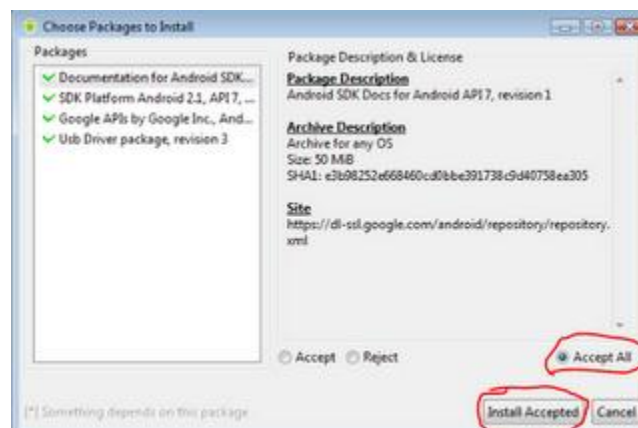 Choose Packages to Install
Packages
Documentation for Android SDK...
SDK Platform Android 2.1, API 7, ...
Google APIs by Google Inc., And...
Usb Driver package, revision 3
Package Description & License
Package Description
Android SDK Docs for Android API 7, revision 1
Archive Description
Archive for any OS
Size: 50 MiB
SHA1: e3b98252e668460cd0bbe391738c9d40758ea305
Site
https://dl-ssl.google.com/android/repository/repository.
xml
Accept
Reject
Accept All
[*] Something depends on this package
Install Accepted
Cancel